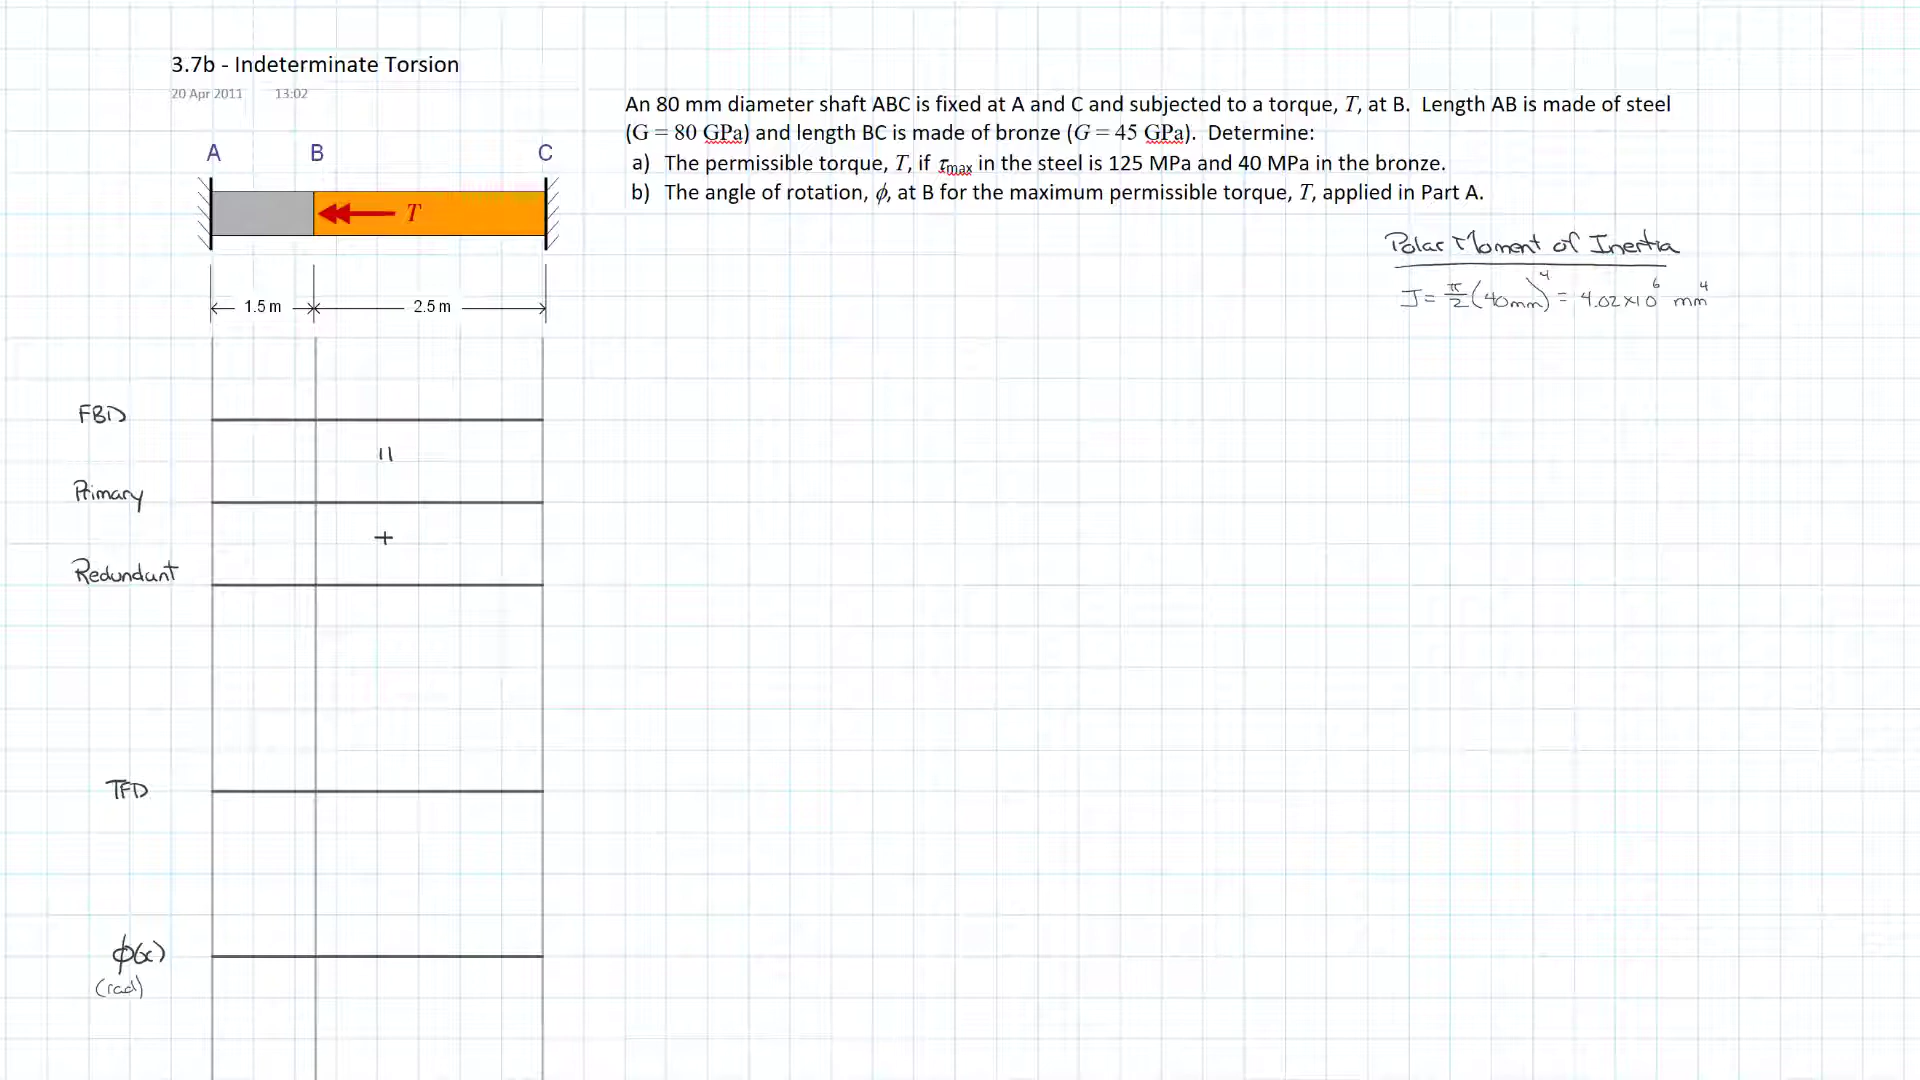 3.7b - Indeterminate Torsion
20 Apr 2011 13:02
An 80 mm diameter shaft ABC is fixed at A and C and subjected to a torque, T, at B. Length AB is made of steel
(G = 80 GPa) and length BC is made of bronze (G = 45 GPa). Determine:
a) The permissible torque, T, if τmax in the steel is 125 MPa and 40 MPa in the bronze.
b) The angle of rotation, ϕ, at B for the maximum permissible torque, T, applied in Part A.
A B C
T
1.5 m 2.5 m
Polar Moment of Inertia
J = π/2 (40mm)⁴ = 4.02×10⁶ mm⁴
FBD
=
Primary
+
Redundant
TFD
ϕ(x)
(rad)